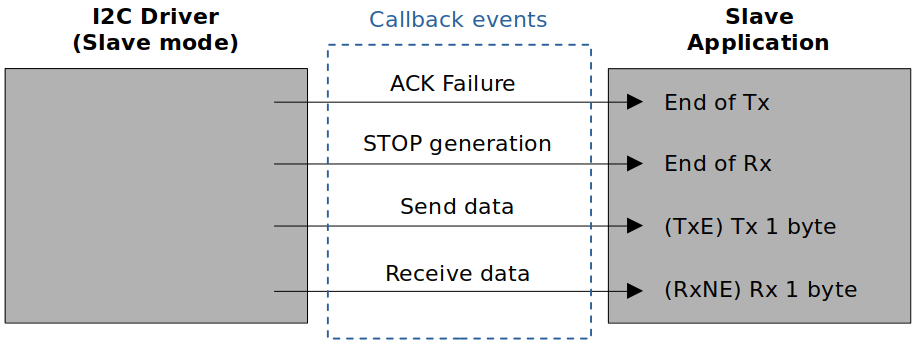 I2C Driver
(Slave mode)
Callback events
Slave
Application
ACK Failure
End of Tx
STOP generation
End of Rx
Send data
(TxE) Tx 1 byte
Receive data
(RxNE) Rx 1 byte